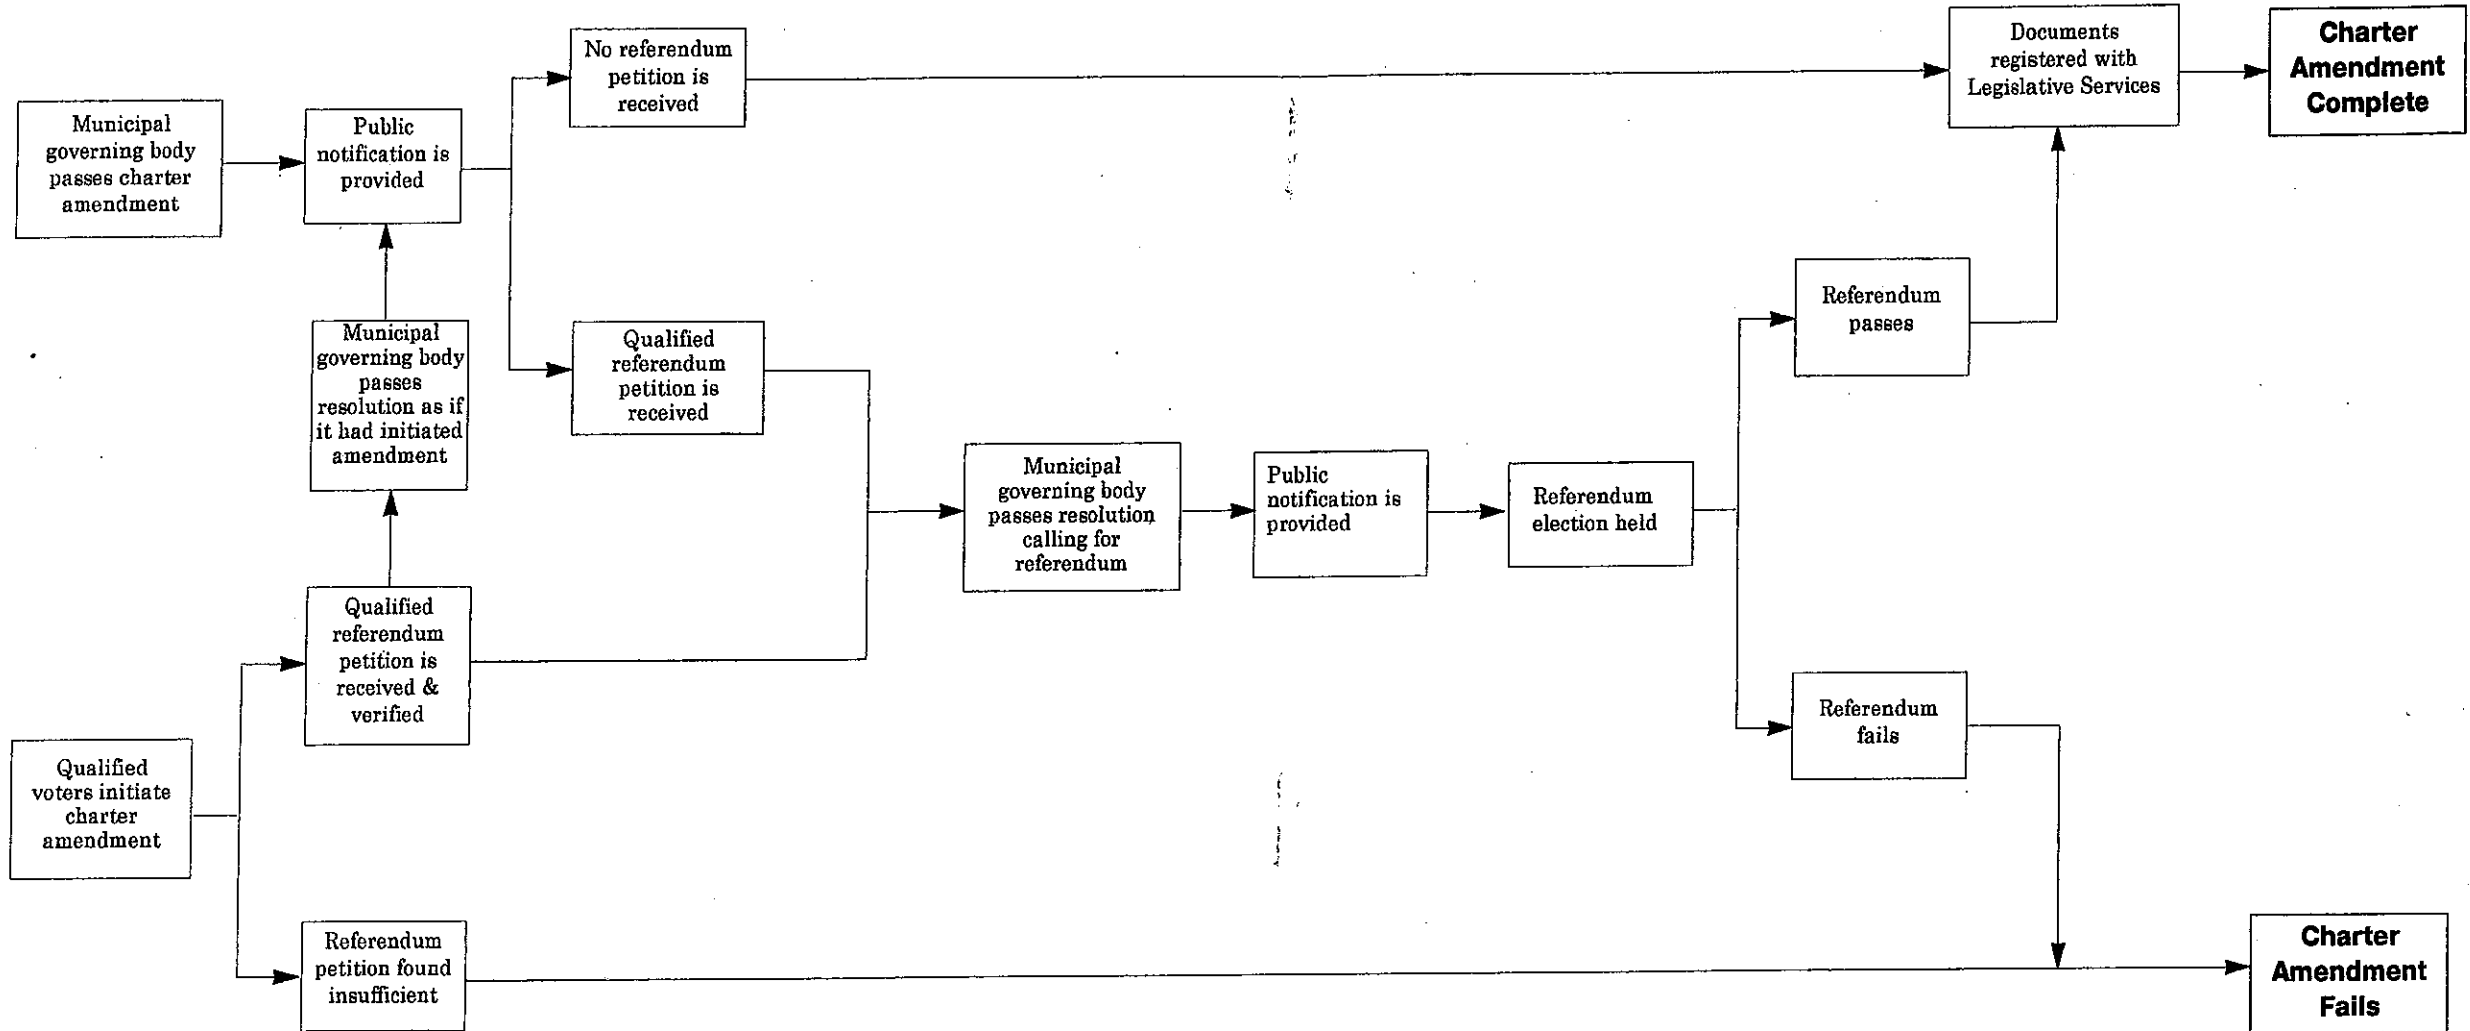 Municipal
governing body
passes charter
amendment
Public
notification is
provided
No referendum
petition is
received
Documents
registered with
Legislative Services
Charter
Amendment
Complete
Municipal
governing body
passes
resolution as if
it had initiated
amendment
Qualified
referendum
petition is
received
Referendum
passes
Municipal
governing body
passes resolution
calling for
referendum
Public
notification is
provided
Referendum
election held
Qualified
referendum
petition is
received &
verified
Referendum
fails
Qualified
voters initiate
charter
amendment
Referendum
petition found
insufficient
Charter
Amendment
Fails